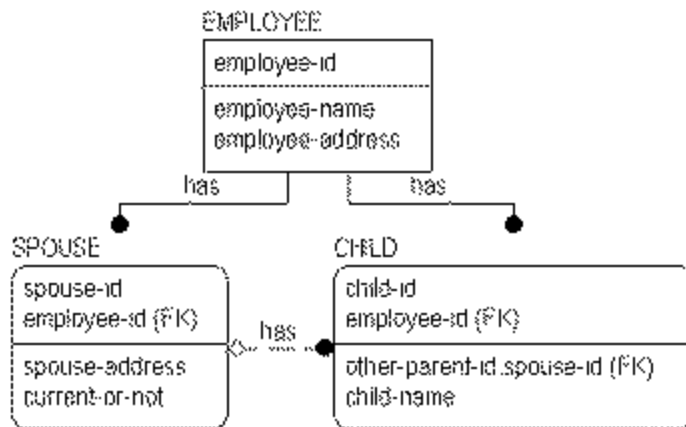 EMPLOYEE
employee-id
employee-name
employee-address
has
has
SPOUSE
spouse-id
employee-id (FK)
spouse-address
current-or-not
has
CHILD
child-id
employee-id (FK)
other-parent-id.spouse-id (FK)
child-name